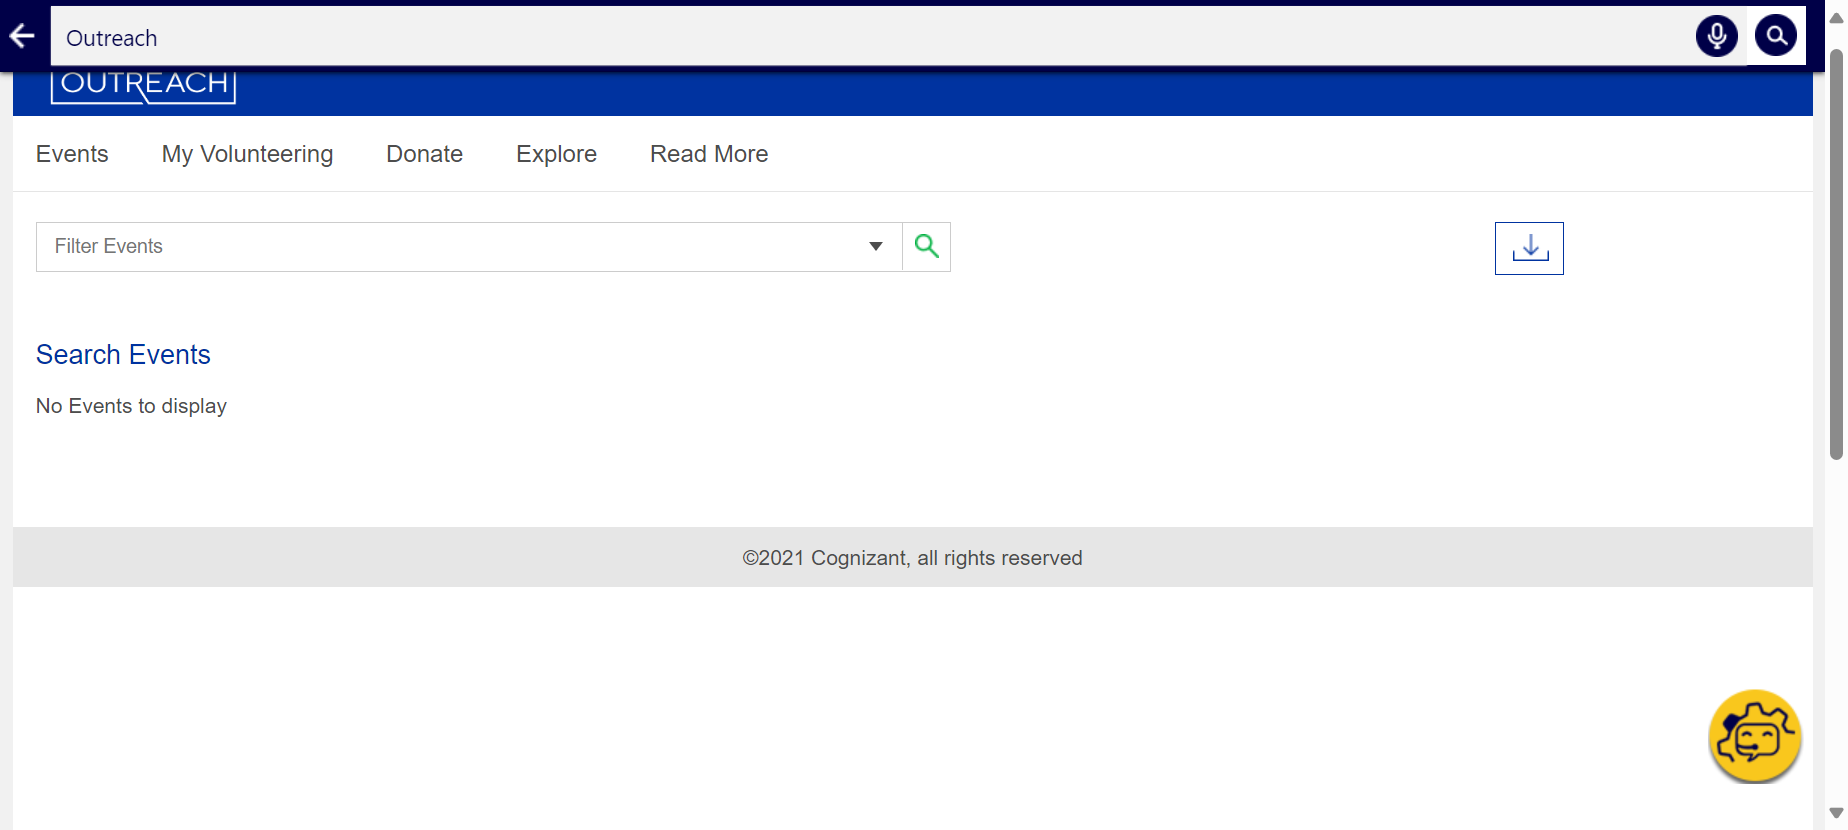 Outreach
OUTREACH
Events My Volunteering Donate Explore Read More
Filter Events
Search Events
No Events to display
©2021 Cognizant, all rights reserved